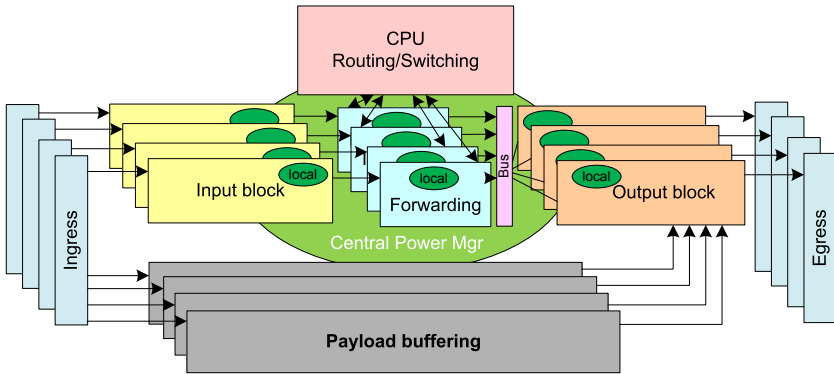 CPU
Routing/Switching
local
Input block
local
Forwarding
Bus
local
Output block
Central Power Mgr
Ingress
Egress
Payload buffering